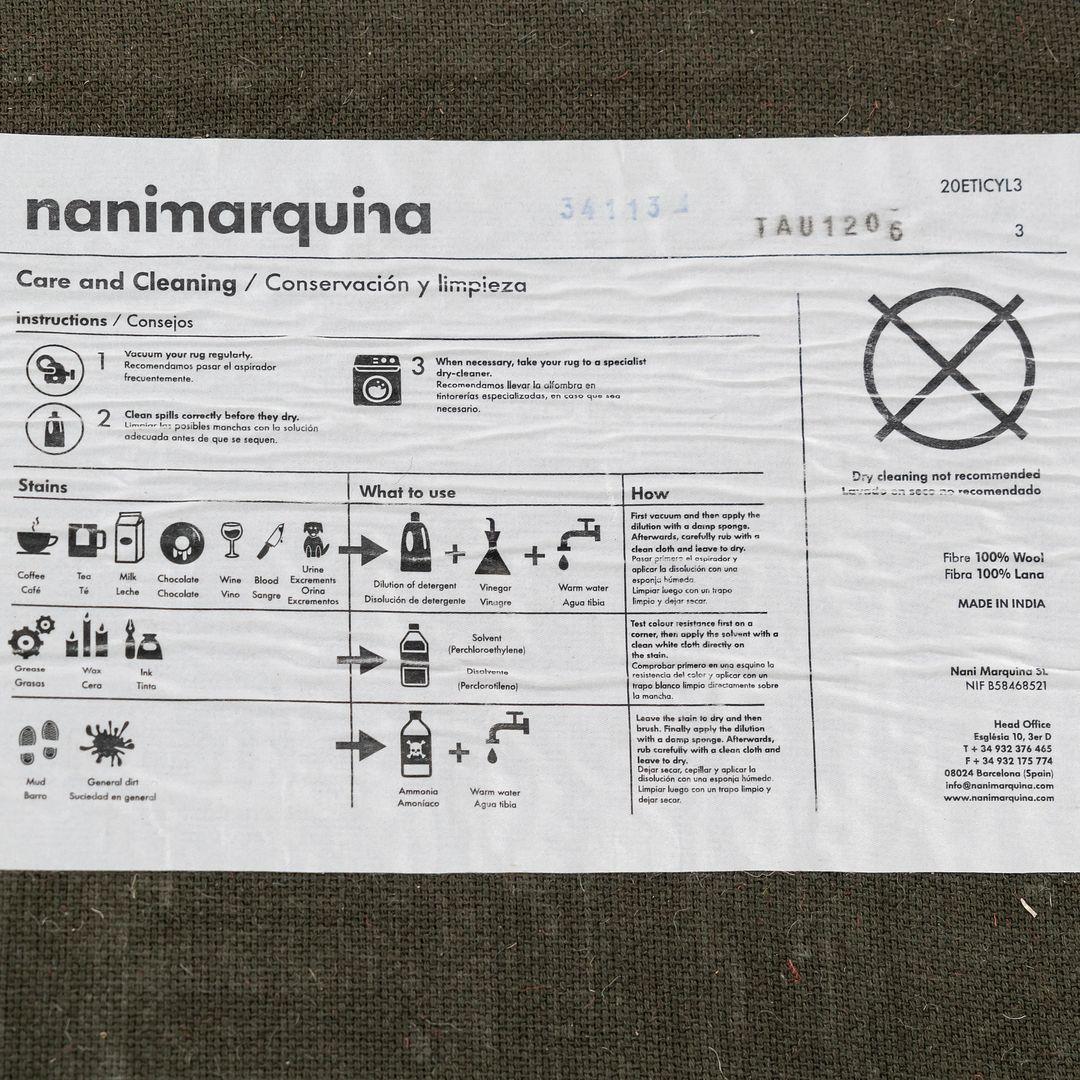 nanimarquina
TAU1206
20ETICYL3
3
Care and Cleaning / Conservación y limpieza
instructions / Consejos
1
Vacuum your rug regularly.
Recomendamos pasar el aspirador
frecuentemente.
2
Clean spills correctly before they dry.
Limpiar las posibles manchas con la solución
adecuada antes de que se sequen.
3
When necessary, take your rug to a specialist
dry-cleaner.
Recomendamos llevar la alfombra en
tintorerías especializadas, en caso que sea
necesario.
Stains
What to use
How
Coffee
Café
Tea
Té
Milk
Leche
Chocolate
Chocolate
Wine
Vino
Blood
Sangre
Urine
Excrements
Orina
Excrementos
Dilution of detergent
Disolución de detergente
+
Vinegar
Vinagre
+
Warm water
Agua tibia
First vacuum and then apply the
dilution with a damp sponge.
Afterwards, carefully rub with a
clean cloth and leave to dry.
Pasar primero el aspirador y
aplicar la disolución con una
esponja húmeda.
Limpiar luego con un trapo
limpio y dejar secar.
Grease
Grasas
Wax
Cera
Ink
Tinta
Solvent
(Perchloroethylene)
Disolvente
(Perclorotileno)
Test colour resistance first on a
corner, then apply the solvent with a
clean white cloth directly on
the stain.
Comprobar primero en una esquina la
resistencia del color y aplicar con un
trapo blanco limpio directamente sobre
la mancha.
Mud
Barro
General dirt
Suciedad en general
Ammonia
Amoníaco
+
Warm water
Agua tibia
Leave the stain to dry and then
brush. Finally apply the dilution
with a damp sponge. Afterwards,
rub carefully with a clean cloth and
leave to dry.
Dejar secar, cepillar y aplicar la
disolución con una esponja húmeda.
Limpiar luego con un trapo limpio y
dejar secar.
Dry cleaning not recommended
Lavado en seco no recomendado
Fibre 100% Wool
Fibra 100% Lana
MADE IN INDIA
Nani Marquina SL
NIF B58468521
Head Office
Església 10, 3er D
T + 34 932 376 465
F + 34 932 175 774
08024 Barcelona (Spain)
info@nanimarquina.com
www.nanimarquina.com